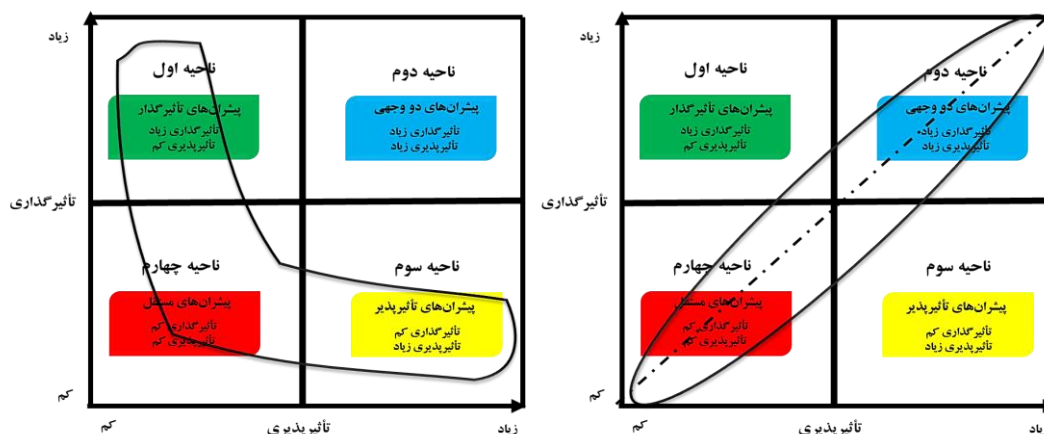 زیاد
ناحیه اول
ناحیه دوم
پیشران‌های تأثیرگذار
تأثیرگذاری زیاد
تأثیرپذیری کم
پیشران‌های دو وجهی
تأثیرگذاری زیاد
تأثیرپذیری زیاد
تأثیرگذاری
ناحیه چهارم
ناحیه سوم
پیشران‌های مستقل
تأثیرگذاری کم
تأثیرپذیری کم
پیشران‌های تأثیرپذیر
تأثیرگذاری کم
تأثیرپذیری زیاد
کم
کم
تأثیرپذیری
زیاد
زیاد
ناحیه اول
ناحیه دوم
پیشران‌های تأثیرگذار
تأثیرگذاری زیاد
تأثیرپذیری کم
پیشران‌های دو وجهی
تأثیرگذاری زیاد
تأثیرپذیری زیاد
تأثیرگذاری
ناحیه چهارم
ناحیه سوم
پیشران‌های مستقل
تأثیرگذاری کم
تأثیرپذیری کم
پیشران‌های تأثیرپذیر
تأثیرگذاری کم
تأثیرپذیری زیاد
کم
کم
تأثیرپذیری
زیاد